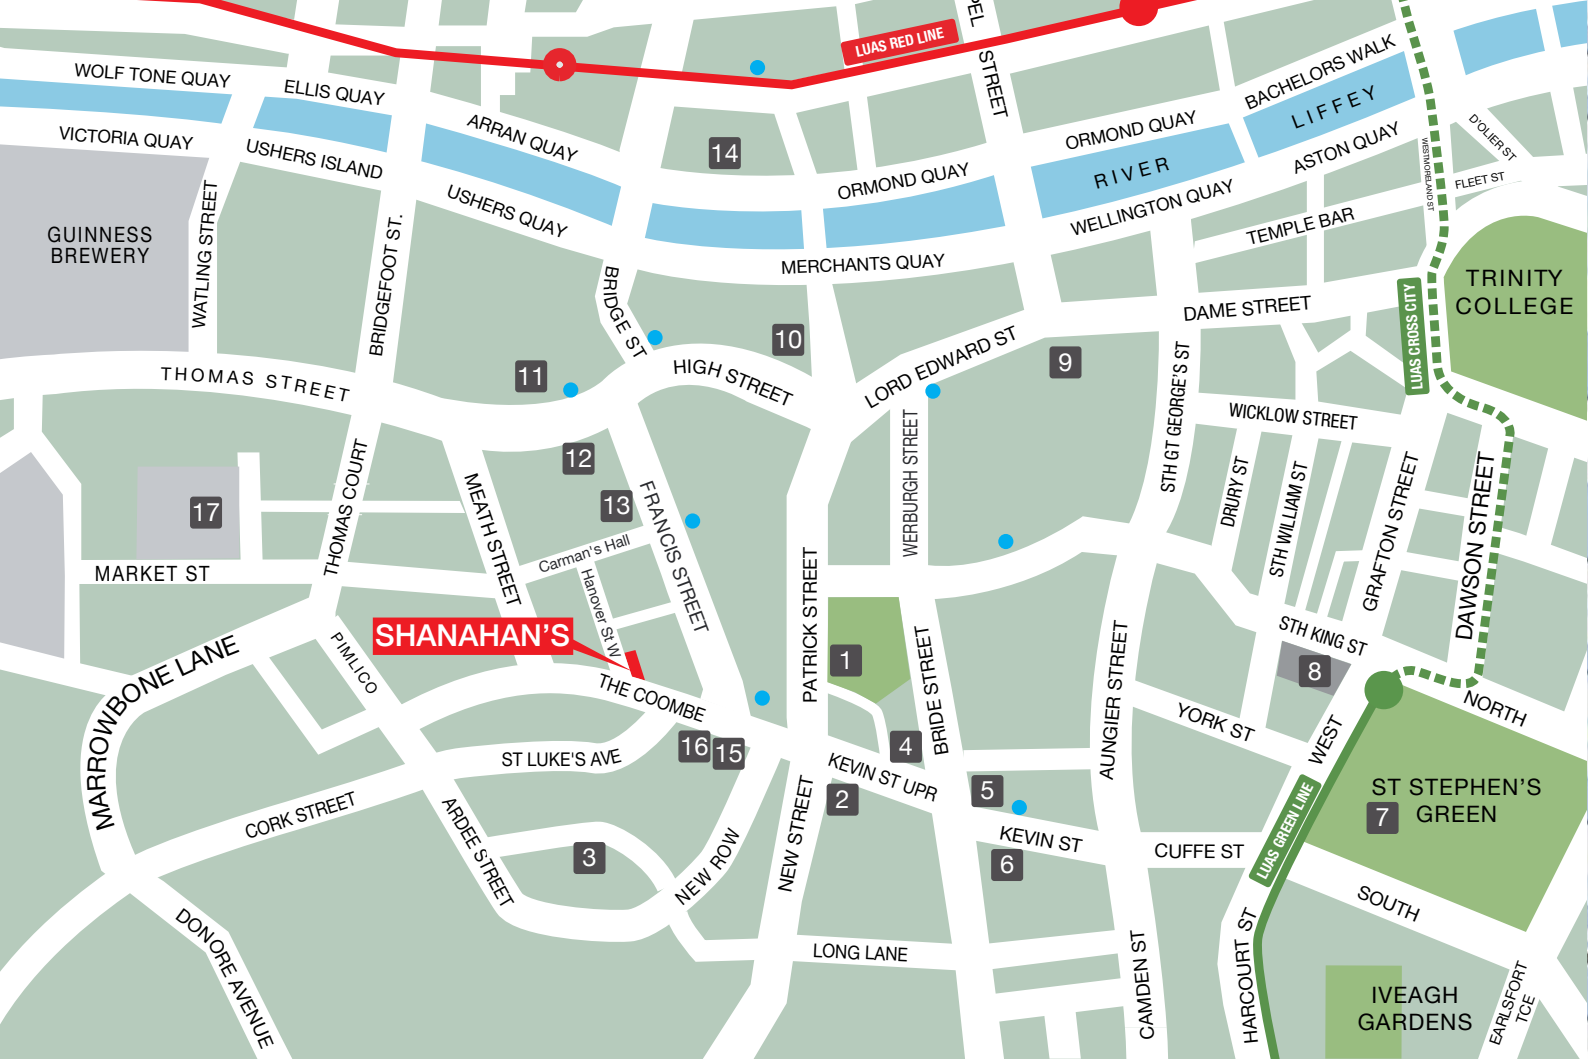 PEL STREET
LUAS RED LINE
BACHELORS WALK
WOLF TONE QUAY
ELLIS QUAY
ARRAN QUAY
ORMOND QUAY
LIFFEY
D'OLIER ST
VICTORIA QUAY
USHERS ISLAND
14
RIVER
ASTON QUAY
WESTMORELAND ST
FLEET ST
USHERS QUAY
ORMOND QUAY
WELLINGTON QUAY
TEMPLE BAR
GUINNESS
BREWERY
WATLING STREET
BRIDGEFOOT ST.
BRIDGE ST
MERCHANTS QUAY
DAME STREET
LUAS CROSS CITY
TRINITY
COLLEGE
10
9
11
THOMAS STREET
HIGH STREET
LORD EDWARD ST
STH GT GEORGE'S ST
WICKLOW STREET
12
WERBURGH STREET
13
17
THOMAS COURT
MEATH STREET
FRANCIS STREET
DRURY ST
STH WILLIAM ST
GRAFTON STREET
DAWSON STREET
Carman's Hall
MARKET ST
Hanover St W
PATRICK STREET
SHANAHAN'S
PIMLICO
MARROWBONE LANE
THE COOMBE
1
BRIDE STREET
AUNGIER STREET
STH KING ST
8
YORK ST
NORTH
WEST
16
15
4
ST LUKE'S AVE
KEVIN ST UPR
2
5
ST STEPHEN'S
GREEN
7
LUAS GREEN LINE
CORK STREET
ARDEE STREET
NEW STREET
NEW ROW
3
KEVIN ST
6
CUFFE ST
SOUTH
DONORE AVENUE
LONG LANE
CAMDEN ST
HARCOURT ST
IVEAGH
GARDENS
EARLSFORT
TCE